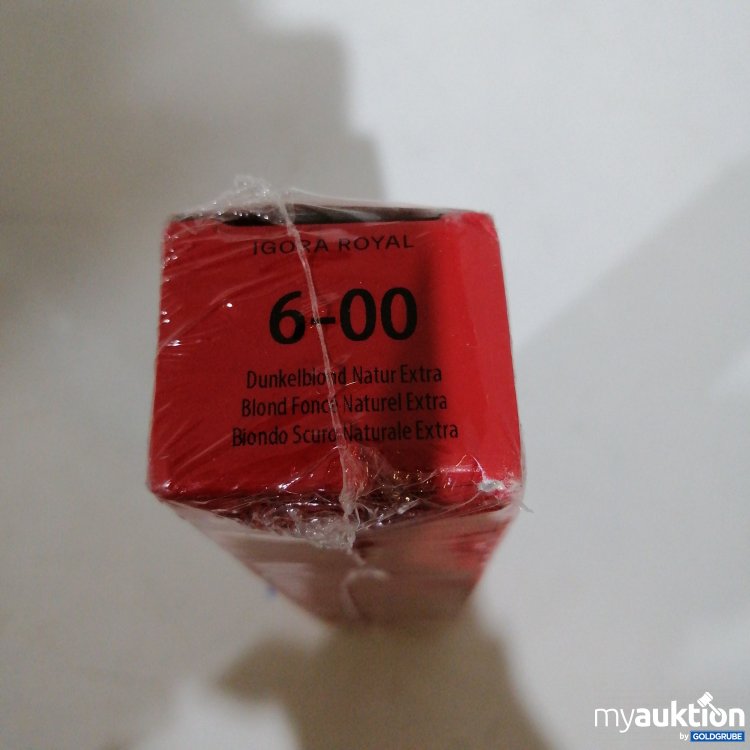 IGORA ROYAL
6-00
Dunkelblond Natur Extra
Blond Foncé Naturel Extra
Biondo Scuro Naturale Extra
myauktion
by GOLDGRUBE